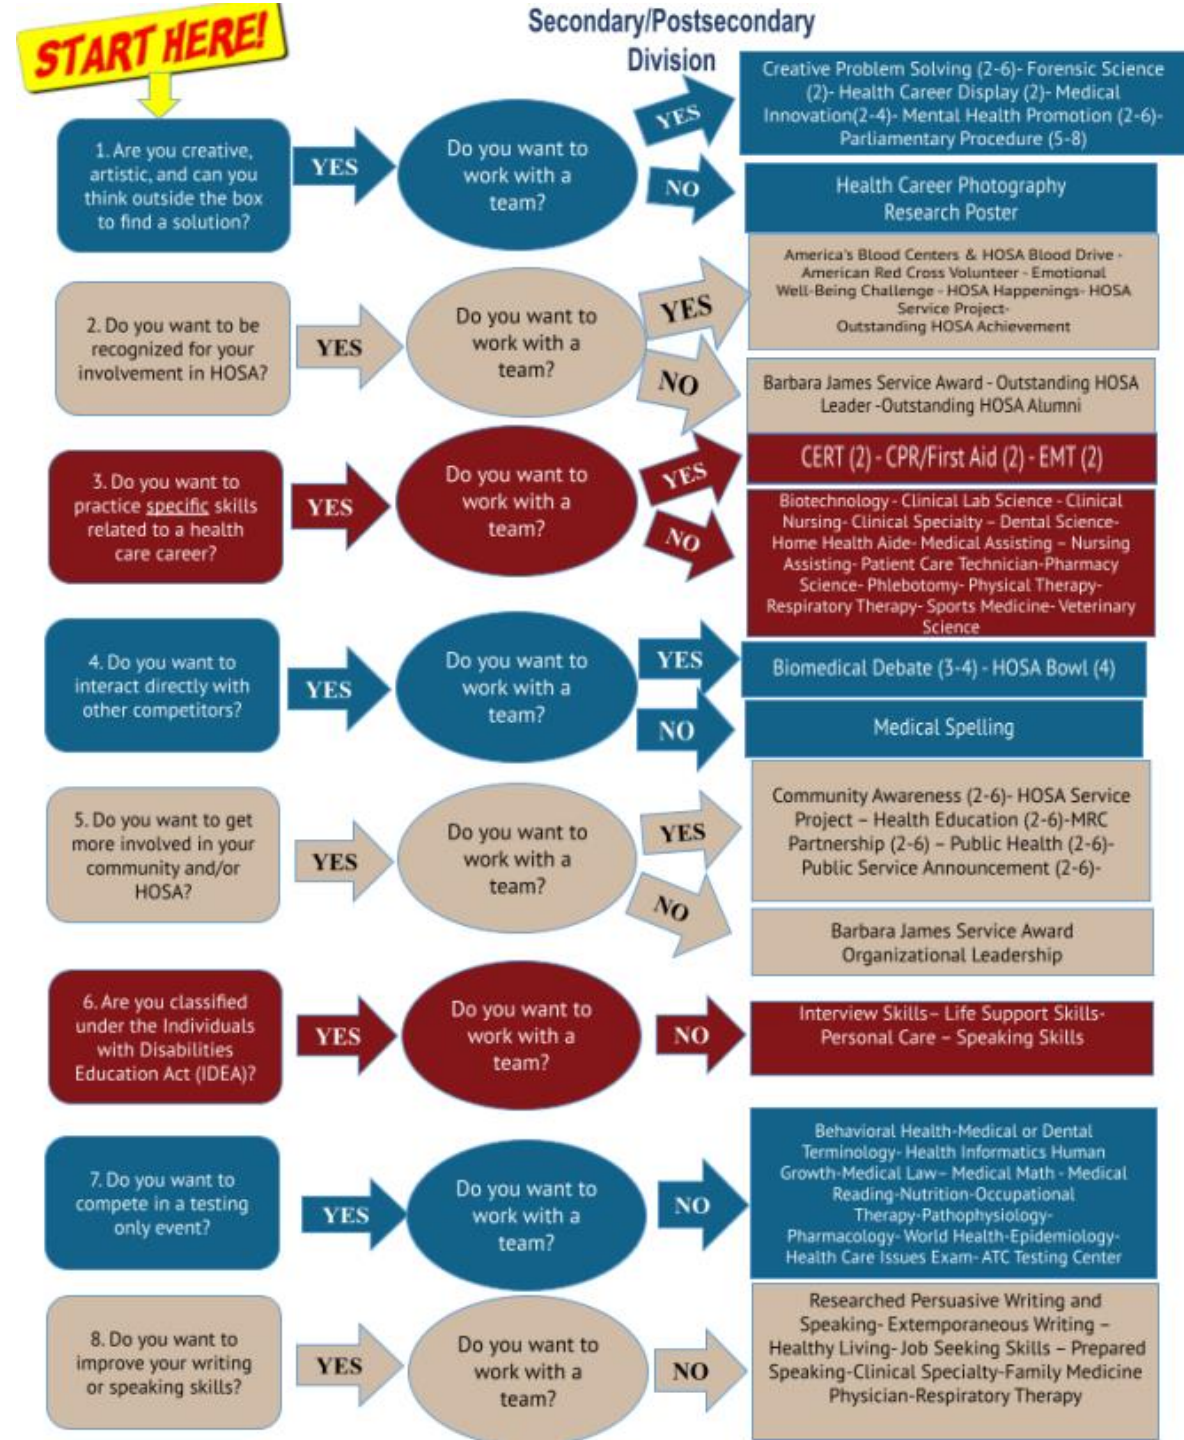 START HERE!
Secondary/Postsecondary
Division
1. Are you creative,
artistic, and can you
think outside the box
to find a solution?
YES
Do you want to
work with a
team?
YES
Creative Problem Solving (2-6)- Forensic Science
(2)- Health Career Display (2)- Medical
Innovation(2-4)- Mental Health Promotion (2-6)-
Parliamentary Procedure (5-8)
NO
Health Career Photography
Research Poster
2. Do you want to be
recognized for your
involvement in HOSA?
YES
Do you want to
work with a
team?
YES
America's Blood Centers & HOSA Blood Drive -
American Red Cross Volunteer - Emotional
Well-Being Challenge - HOSA Happenings- HOSA
Service Project-
Outstanding HOSA Achievement
NO
Barbara James Service Award - Outstanding HOSA
Leader -Outstanding HOSA Alumni
3. Do you want to
practice specific skills
related to a health
care career?
YES
Do you want to
work with a
team?
YES
CERT (2) - CPR/First Aid (2) - EMT (2)
NO
Biotechnology - Clinical Lab Science - Clinical
Nursing- Clinical Specialty – Dental Science-
Home Health Aide- Medical Assisting – Nursing
Assisting- Patient Care Technician-Pharmacy
Science- Phlebotomy- Physical Therapy-
Respiratory Therapy- Sports Medicine- Veterinary
Science
4. Do you want to
interact directly with
other competitors?
YES
Do you want to
work with a
team?
YES
Biomedical Debate (3-4) - HOSA Bowl (4)
NO
Medical Spelling
5. Do you want to get
more involved in your
community and/or
HOSA?
YES
Do you want to
work with a
team?
YES
Community Awareness (2-6)- HOSA Service
Project – Health Education (2-6)-MRC
Partnership (2-6) – Public Health (2-6)-
Public Service Announcement (2-6)-
NO
Barbara James Service Award
Organizational Leadership
6. Are you classified
under the Individuals
with Disabilities
Education Act (IDEA)?
YES
Do you want to
work with a
team?
NO
Interview Skills– Life Support Skills-
Personal Care – Speaking Skills
7. Do you want to
compete in a testing
only event?
YES
Do you want to
work with a
team?
NO
Behavioral Health-Medical or Dental
Terminology- Health Informatics Human
Growth-Medical Law– Medical Math - Medical
Reading-Nutrition-Occupational
Therapy-Pathophysiology-
Pharmacology- World Health-Epidemiology-
Health Care Issues Exam- ATC Testing Center
8. Do you want to
improve your writing
or speaking skills?
YES
Do you want to
work with a
team?
NO
Researched Persuasive Writing and
Speaking- Extemporaneous Writing –
Healthy Living- Job Seeking Skills – Prepared
Speaking-Clinical Specialty-Family Medicine
Physician-Respiratory Therapy